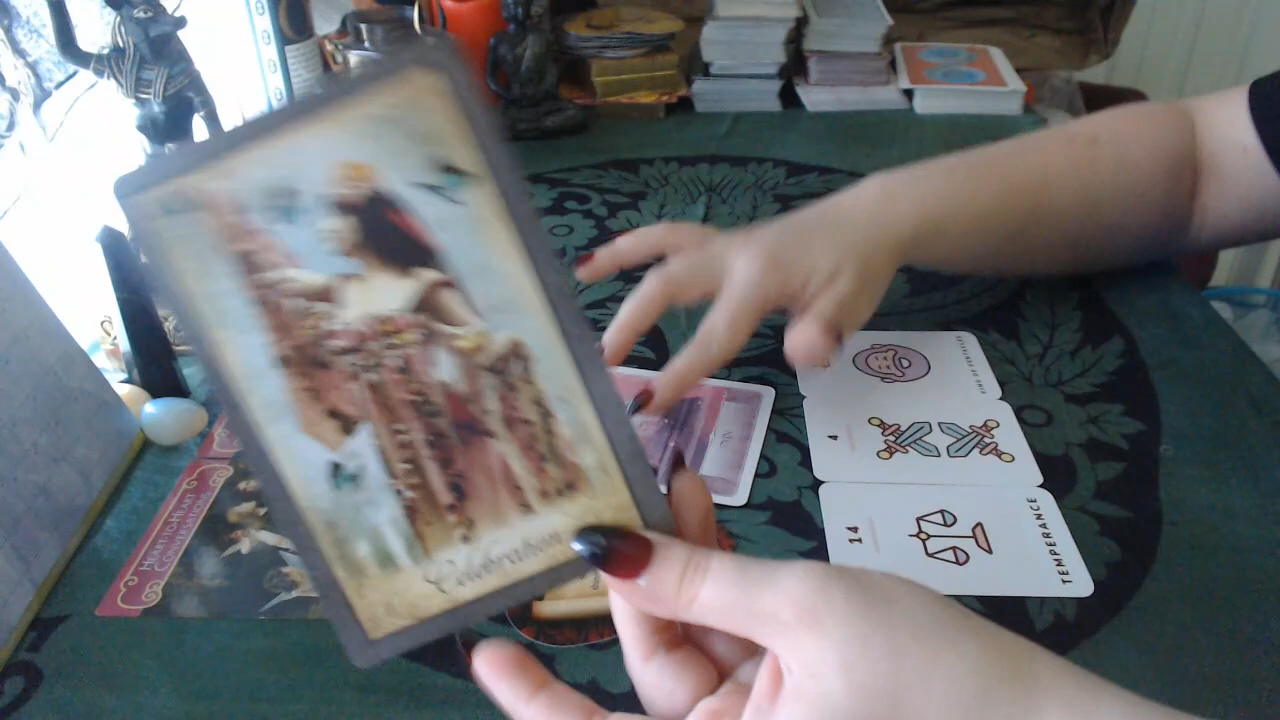 Celebration
HEART-TO-HEART
CONVERSATIONS
KING OF PENTACLES
4
14
TEMPERANCE